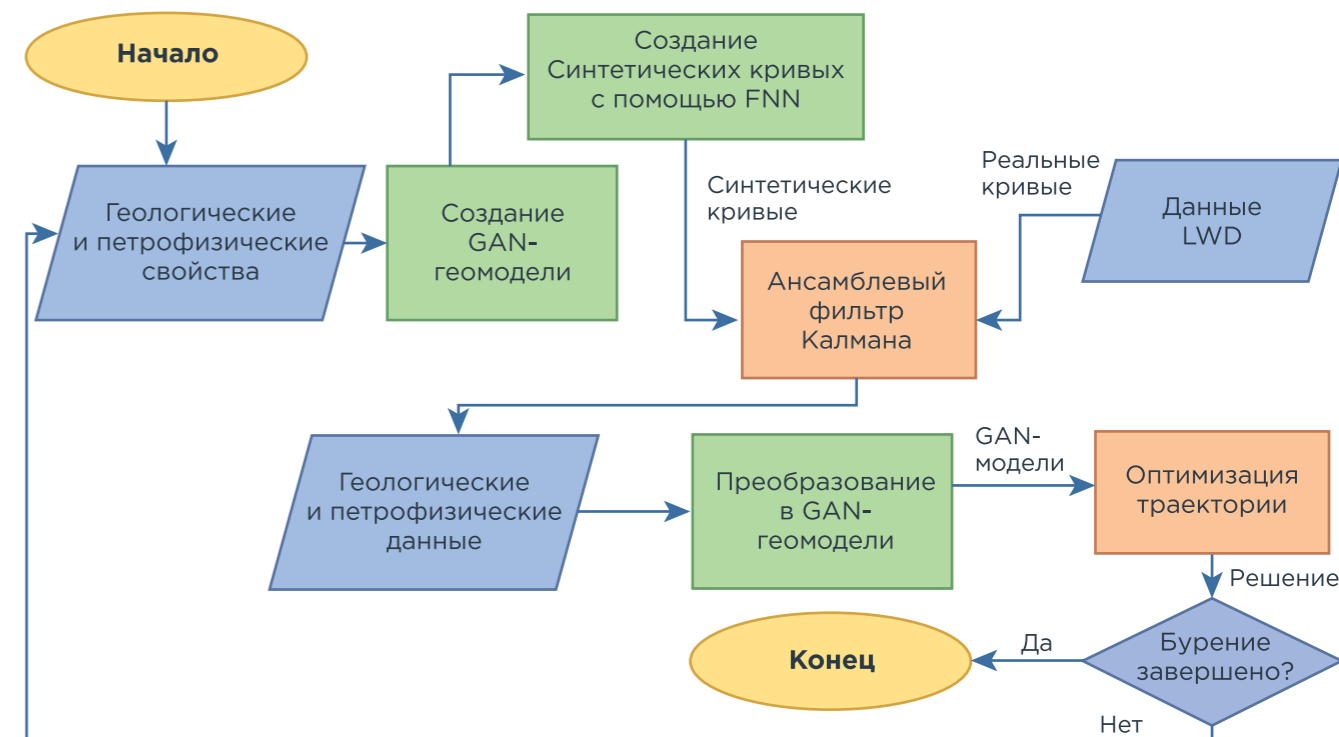 Начало
Создание
Синтетических кривых
с помощью FNN
Геологические
и петрофизические
свойства
Создание
GAN-
геомодели
Синтетические
кривые
Реальные
кривые
Данные
LWD
Ансамблевый
фильтр
Калмана
Геологические
и петрофизические
данные
Преобразование
в GAN-
геомодели
GAN-
модели
Оптимизация
траектории
Решение
Бурение
завершено?
Да
Конец
Нет